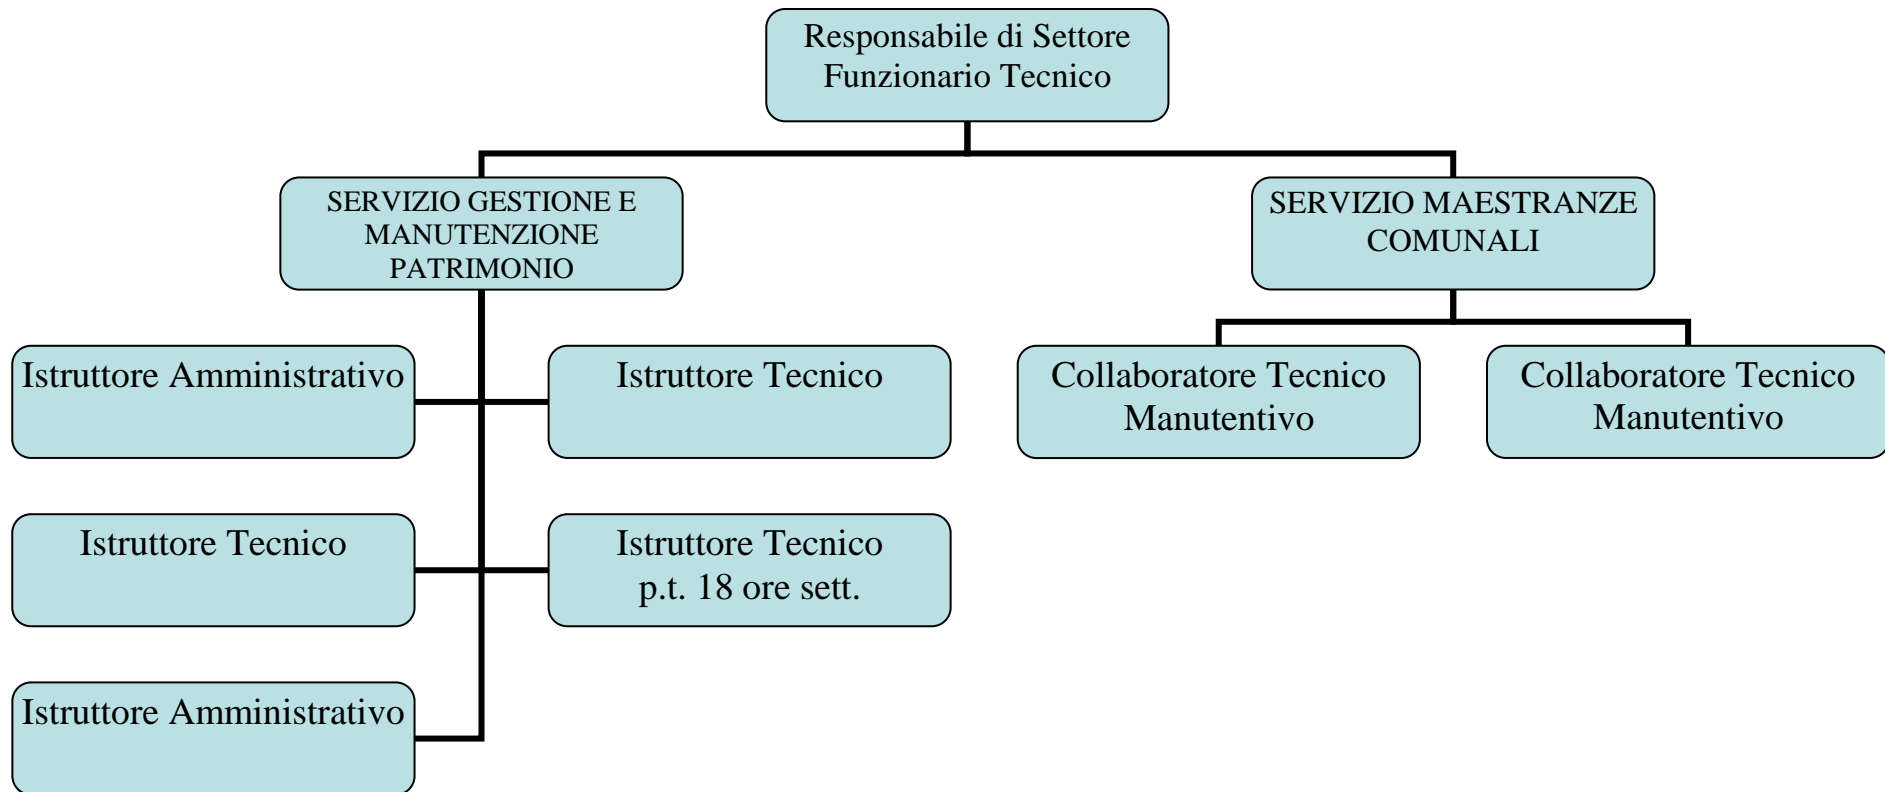 Responsabile di Settore
Funzionario Tecnico
SERVIZIO GESTIONE E
MANUTENZIONE
PATRIMONIO
SERVIZIO MAESTRANZE
COMUNALI
Istruttore Amministrativo
Istruttore Tecnico
Collaboratore Tecnico
Manutentivo
Collaboratore Tecnico
Manutentivo
Istruttore Tecnico
Istruttore Tecnico
p.t. 18 ore sett.
Istruttore Amministrativo